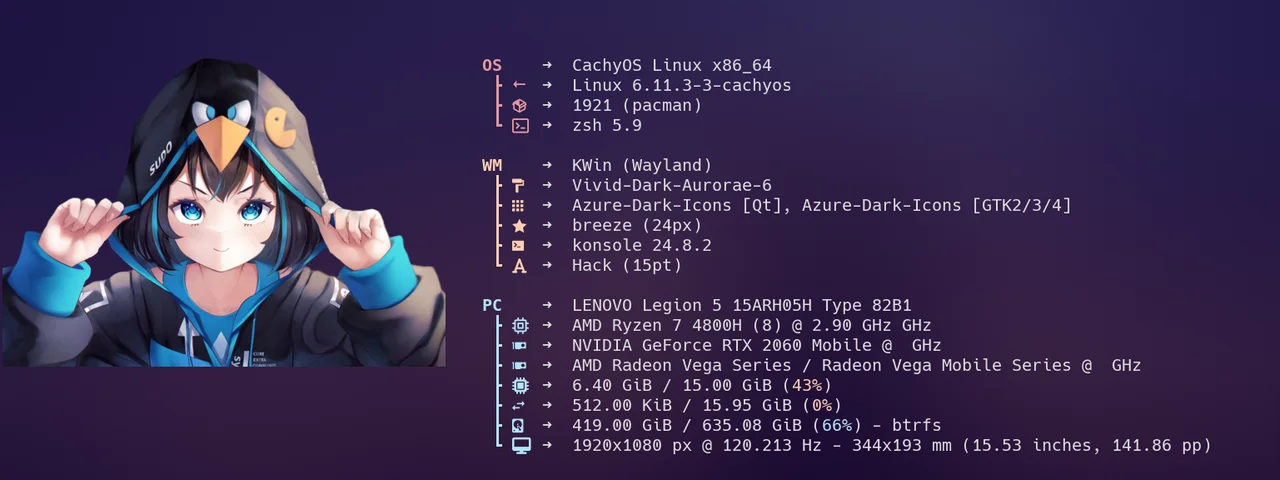 SUDO
CORE
EXTRA
OS → CachyOS Linux x86_64
← → Linux 6.11.3-3-cachyos
→ 1921 (pacman)
→ zsh 5.9
WM → KWin (Wayland)
→ Vivid-Dark-Aurorae-6
→ Azure-Dark-Icons [Qt], Azure-Dark-Icons [GTK2/3/4]
→ breeze (24px)
→ konsole 24.8.2
→ Hack (15pt)
PC → LENOVO Legion 5 15ARH05H Type 82B1
→ AMD Ryzen 7 4800H (8) @ 2.90 GHz GHz
→ NVIDIA GeForce RTX 2060 Mobile @  GHz
→ AMD Radeon Vega Series / Radeon Vega Mobile Series @  GHz
→ 6.40 GiB / 15.00 GiB (43%)
→ 512.00 KiB / 15.95 GiB (0%)
→ 419.00 GiB / 635.08 GiB (66%) - btrfs
→ 1920x1080 px @ 120.213 Hz - 344x193 mm (15.53 inches, 141.86 pp)